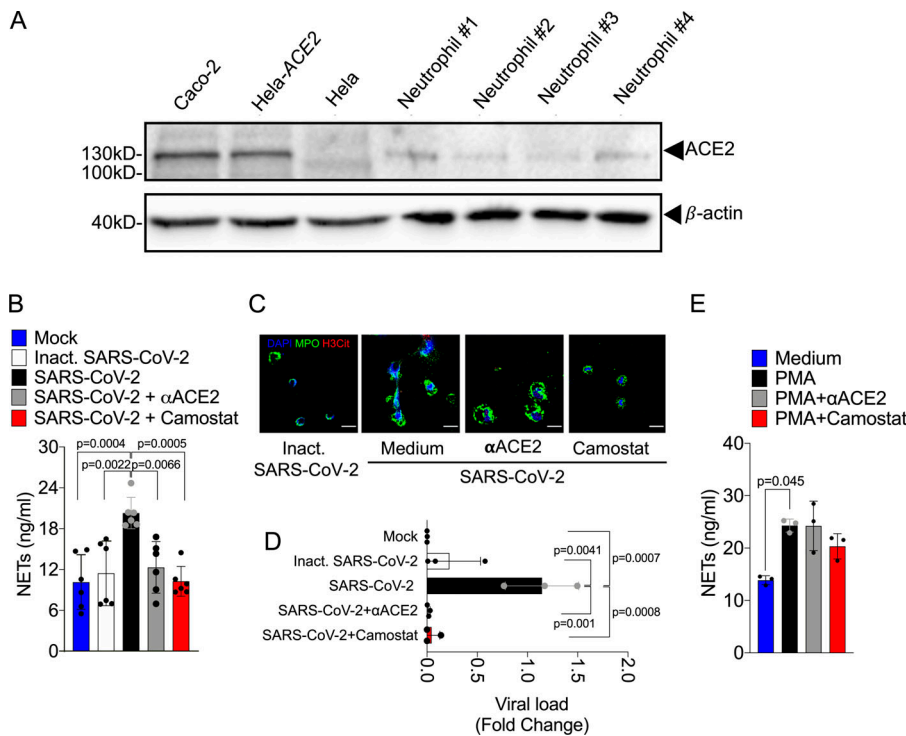 A
Caco-2
Hela-ACE2
Hela
Neutrophil #1
Neutrophil #2
Neutrophil #3
Neutrophil #4
130kD-
100kD-
ACE2
40kD-
β-actin
B
Mock
Inact. SARS-CoV-2
SARS-CoV-2
SARS-CoV-2 + αACE2
SARS-CoV-2 + Camostat
p=0.0004
p=0.0005
p=0.0022
p=0.0066
NETs (ng/ml)
30
24
18
12
6
0
C
DAPI MPO H3Cit
Inact.
SARS-CoV-2
Medium
αACE2
Camostat
SARS-CoV-2
D
Mock
Inact. SARS-CoV-2
SARS-CoV-2
SARS-CoV-2+αACE2
SARS-CoV-2+Camostat
p=0.0041
p=0.0007
p=0.001
p=0.0008
0.0
0.5
1.0
1.5
2.0
Viral load
(Fold Change)
E
Medium
PMA
PMA+αACE2
PMA+Camostat
p=0.045
NETs (ng/ml)
40
30
20
10
0